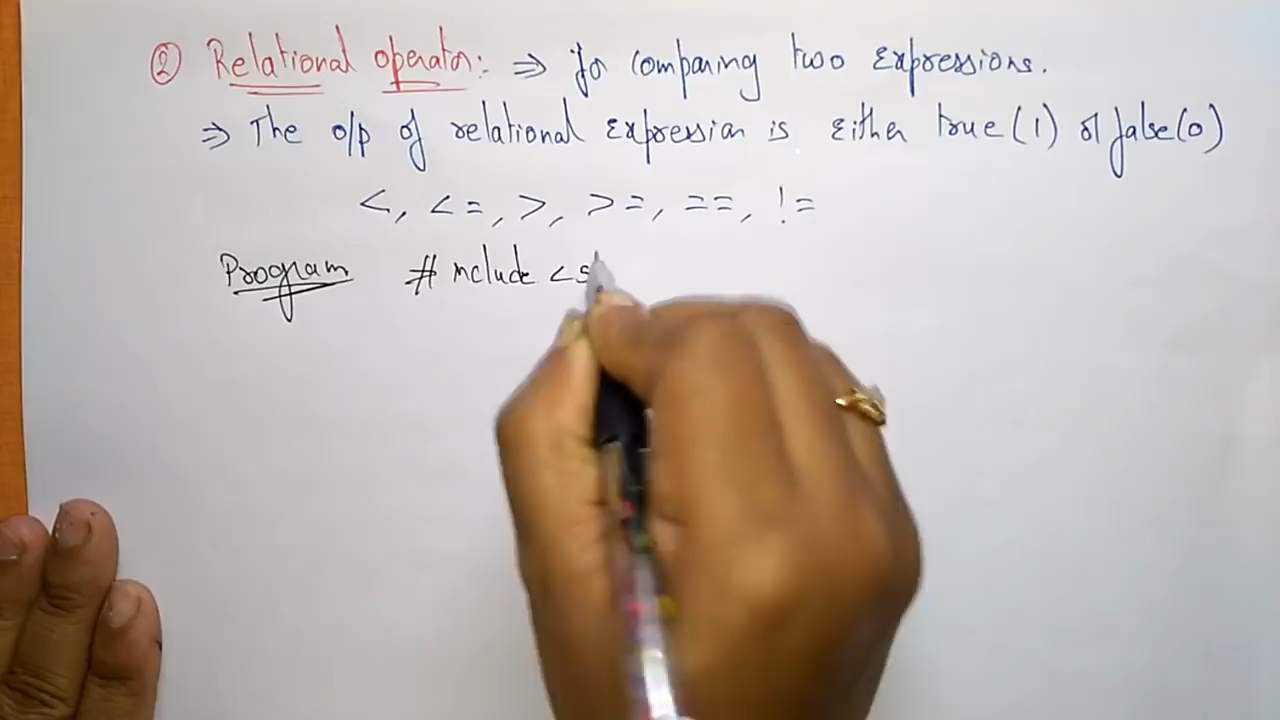 ② Relational operator: ⇒ for comparing two expressions.
⇒ The o/p of relational expression is either true(1) or false(0)
<, <=, >, >=, ==, !=
Program # include <s